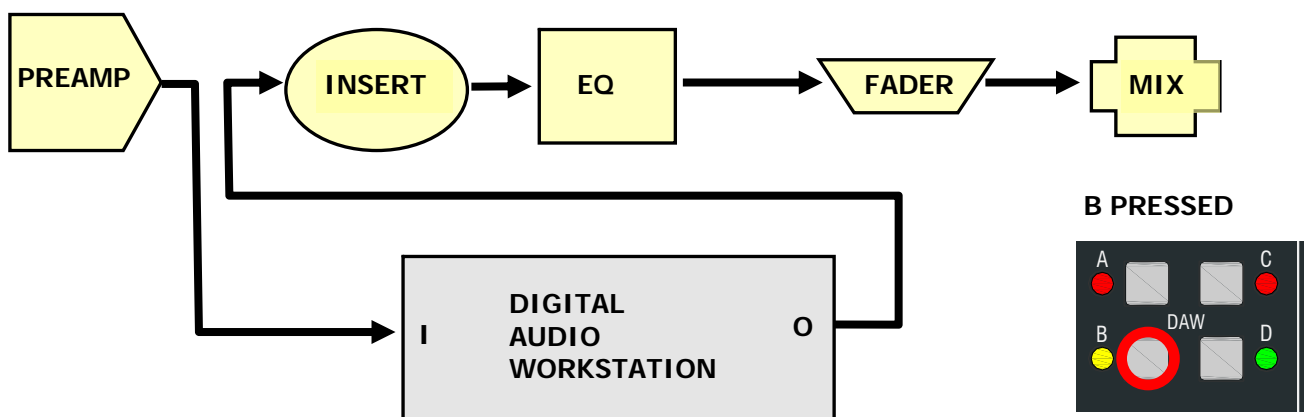 PREAMP
INSERT
EQ
FADER
MIX
B PRESSED
A
C
DAW
B
D
I
DIGITAL
AUDIO
WORKSTATION
O